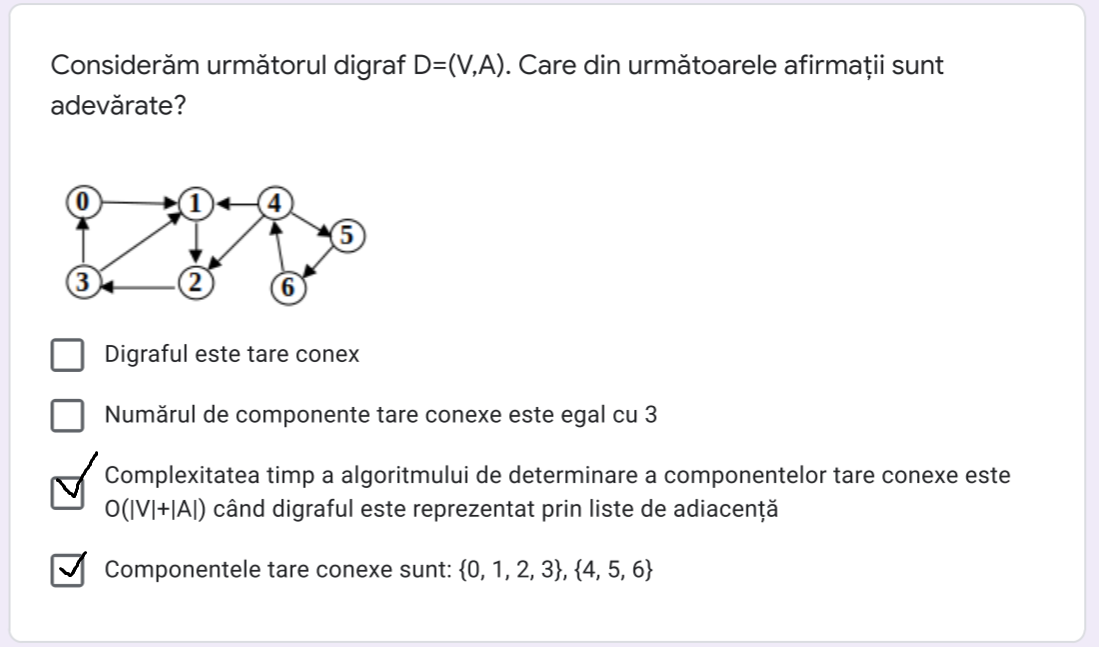 Considerăm următorul digraf D=(V,A). Care din următoarele afirmații sunt
adevărate?
0 1 4
5
3 2 6
Digraful este tare conex
Numărul de componente tare conexe este egal cu 3
Complexitatea timp a algoritmului de determinare a componentelor tare conexe este
O(|V|+|A|) când digraful este reprezentat prin liste de adiacență
Componentele tare conexe sunt: {0, 1, 2, 3}, {4, 5, 6}